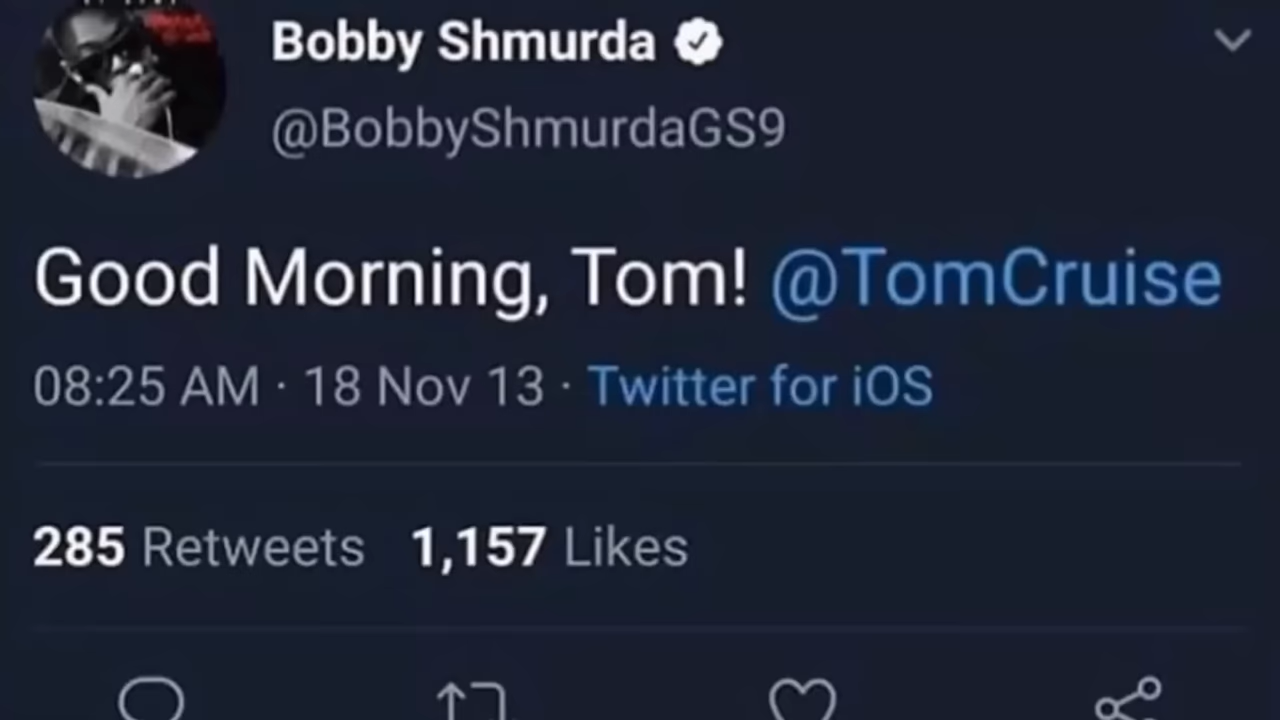 Bobby Shmurda
@BobbyShmurdaGS9
Good Morning, Tom! @TomCruise
08:25 AM · 18 Nov 13 · Twitter for iOS
285 Retweets 1,157 Likes